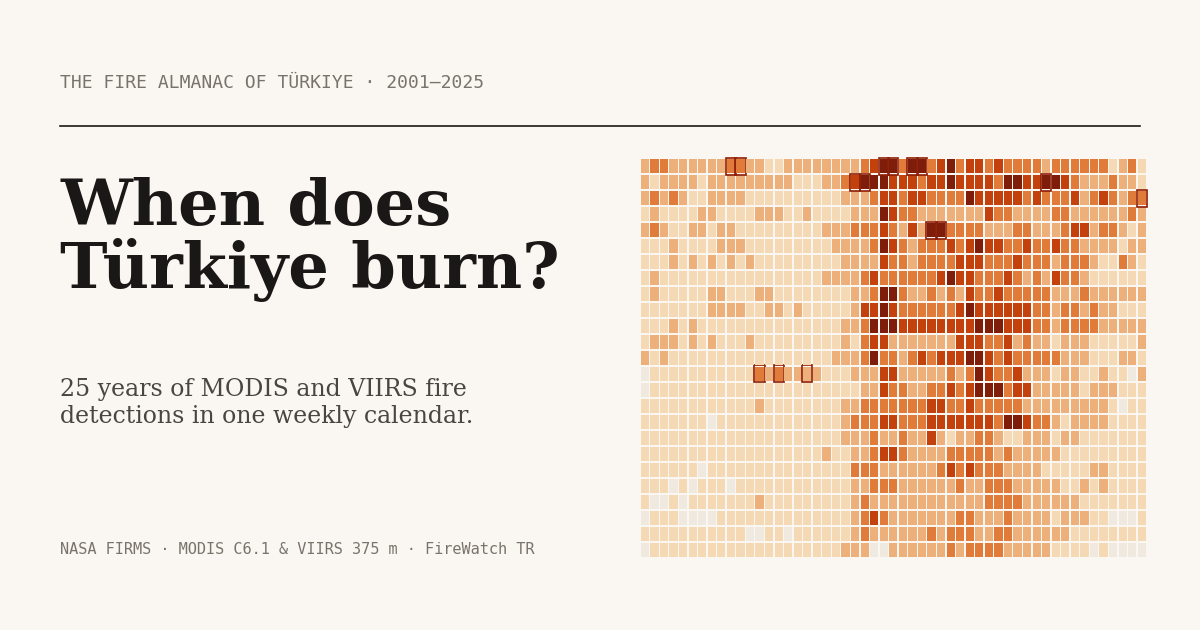 THE FIRE ALMANAC OF TÜRKIYE · 2001–2025
When does
Türkiye burn?
25 years of MODIS and VIIRS fire
detections in one weekly calendar.
NASA FIRMS · MODIS C6.1 & VIIRS 375 m · FireWatch TR